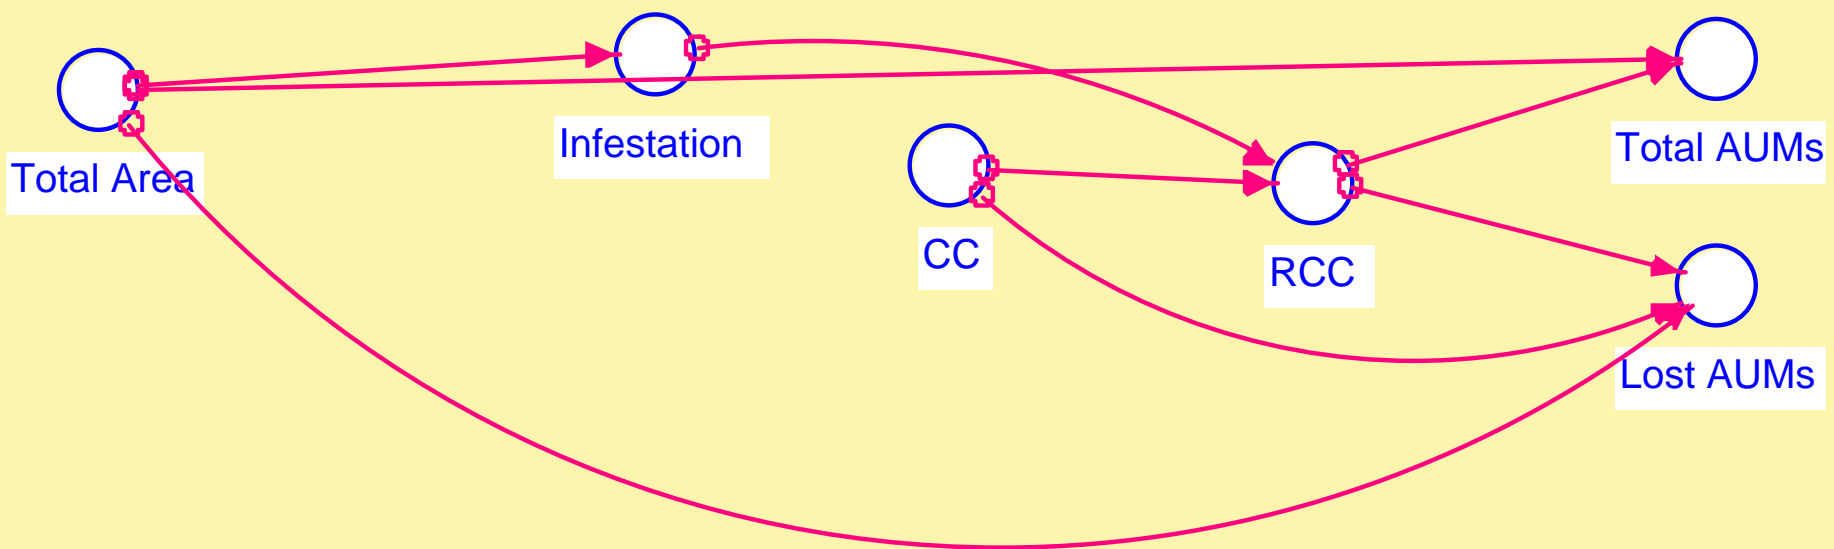 Total Area
Infestation
CC
RCC
Total AUMs
Lost AUMs